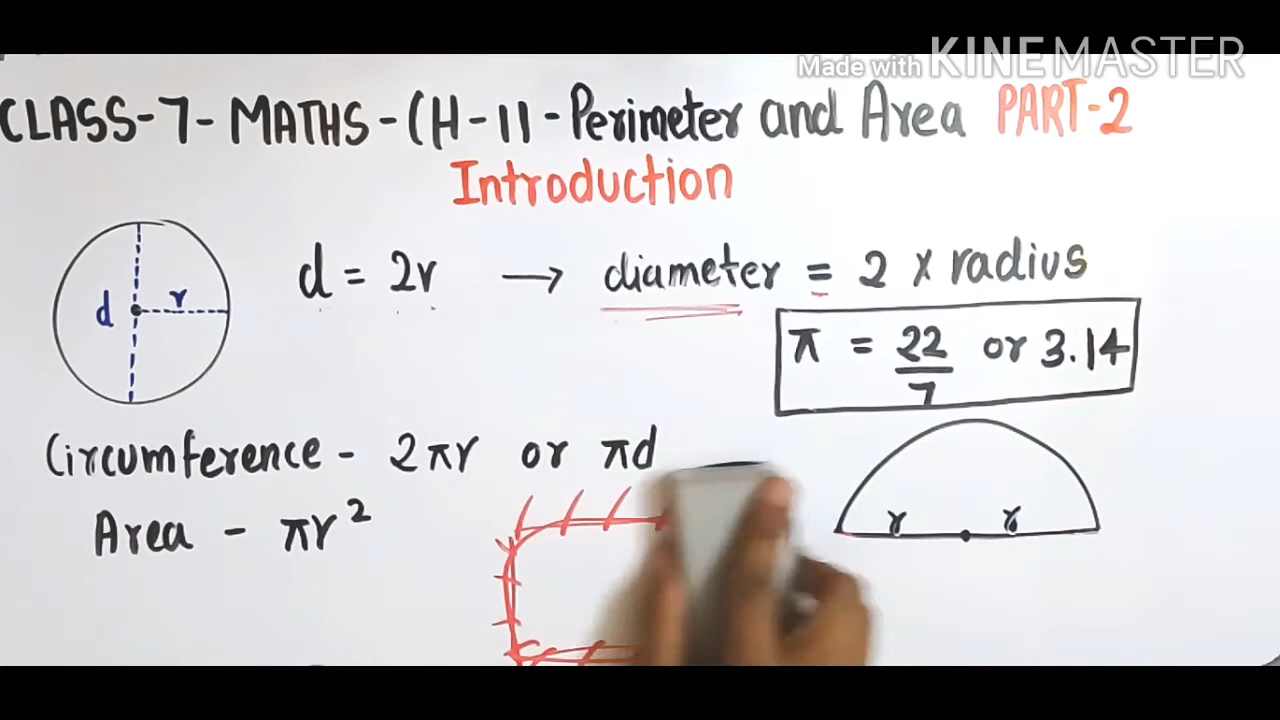 Made with KINEMASTER
CLASS-7-MATHS-CH-11-Perimeter and Area PART-2
Introduction
d r
d = 2r → diameter = 2 × radius
π = 22/7 or 3.14
Circumference - 2πr or πd
Area - πr²
r r